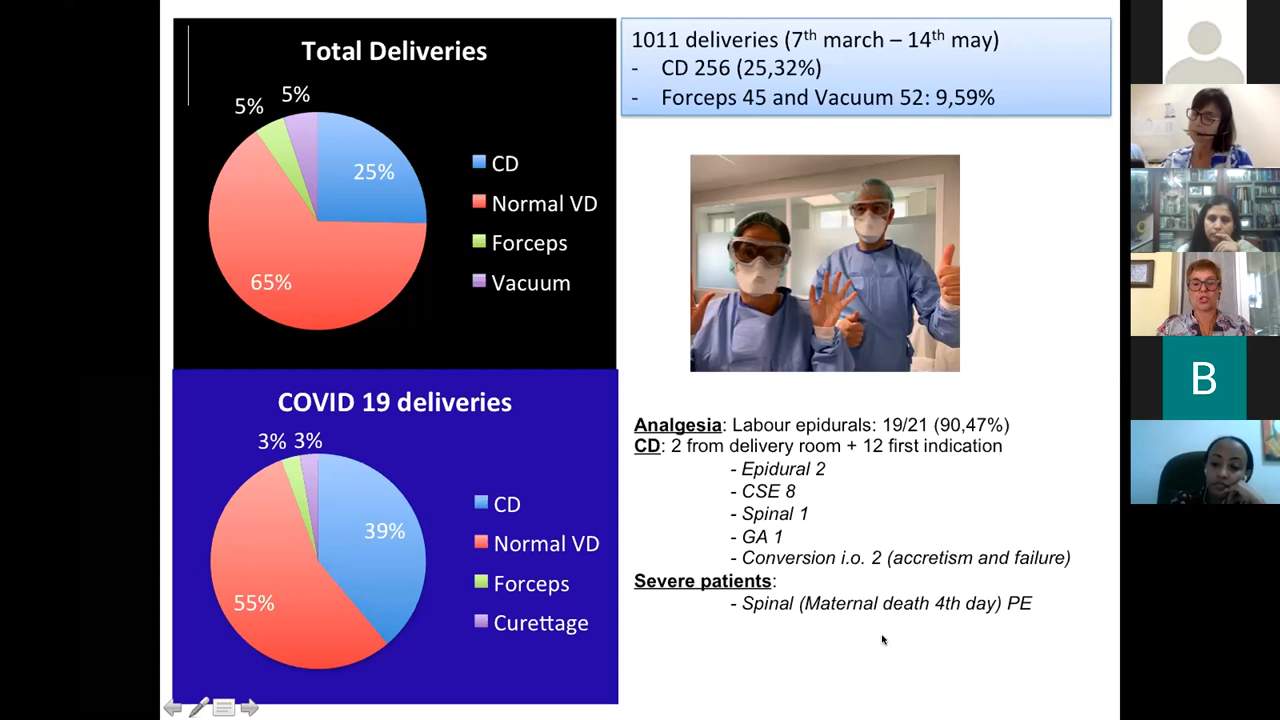 Total Deliveries
5%
5%
25%
65%
CD
Normal VD
Forceps
Vacuum
1011 deliveries (7th march – 14th may)
- CD 256 (25,32%)
- Forceps 45 and Vacuum 52: 9,59%
COVID 19 deliveries
3%
3%
39%
55%
CD
Normal VD
Forceps
Curettage
Analgesia: Labour epidurals: 19/21 (90,47%)
CD: 2 from delivery room + 12 first indication
- Epidural 2
- CSE 8
- Spinal 1
- GA 1
- Conversion i.o. 2 (accretism and failure)
Severe patients:
- Spinal (Maternal death 4th day) PE
B